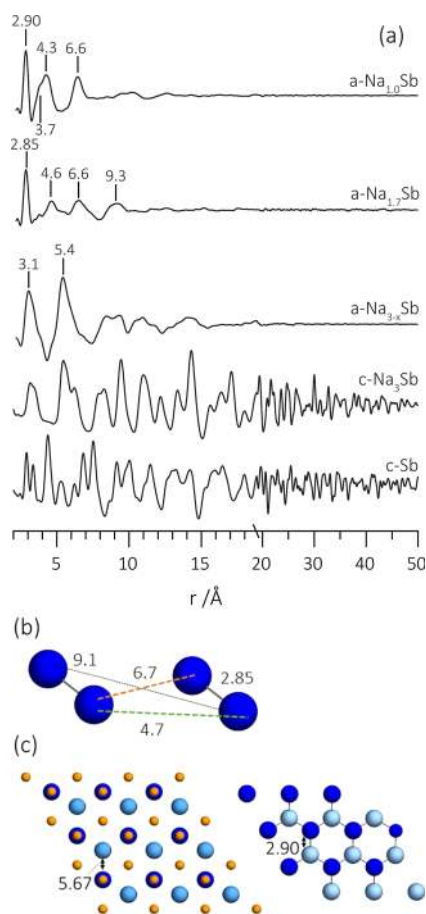 (a)
2.90
4.3
6.6
3.7
a-Na1.0Sb
2.85
4.6
6.6
9.3
a-Na1.7Sb
3.1
5.4
a-Na3-xSb
c-Na3Sb
c-Sb
5 10 15 20 30 40 50
r /Å
(b)
9.1
6.7
2.85
4.7
(c)
5.67
2.90